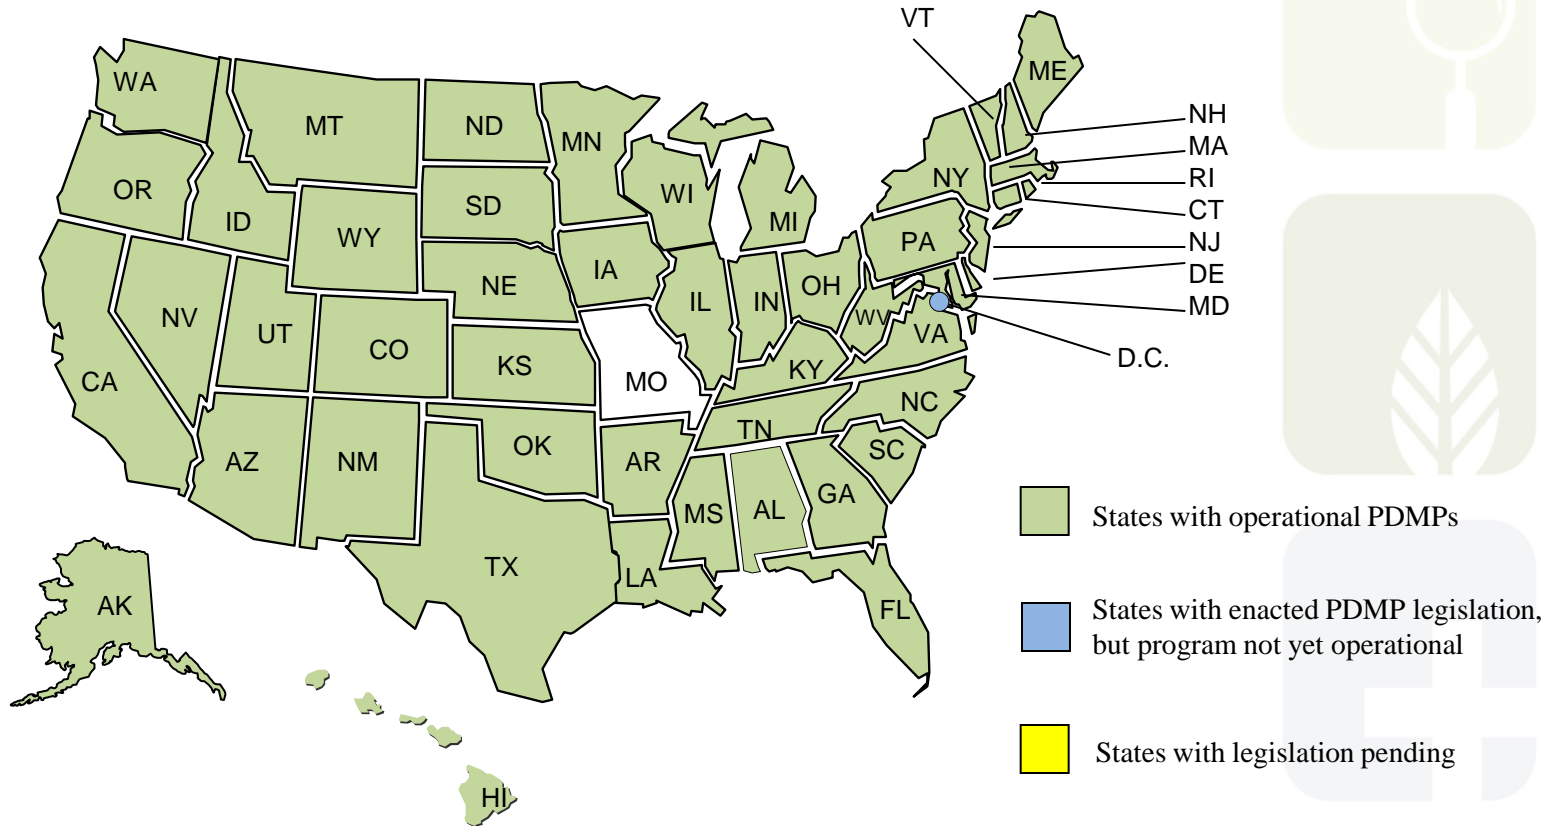 VT
ME
WA
MT
ND
MN
NH
MA
RI
CT
NJ
DE
MD
D.C.
OR
ID
WY
SD
WI
MI
NY
PA
NE
IA
IL
IN
OH
WV
VA
NV
UT
CO
KS
MO
KY
CA
NC
TN
SC
AZ
NM
OK
AR
MS
AL
GA
TX
LA
FL
AK
HI
States with operational PDMPs
States with enacted PDMP legislation,
but program not yet operational
States with legislation pending